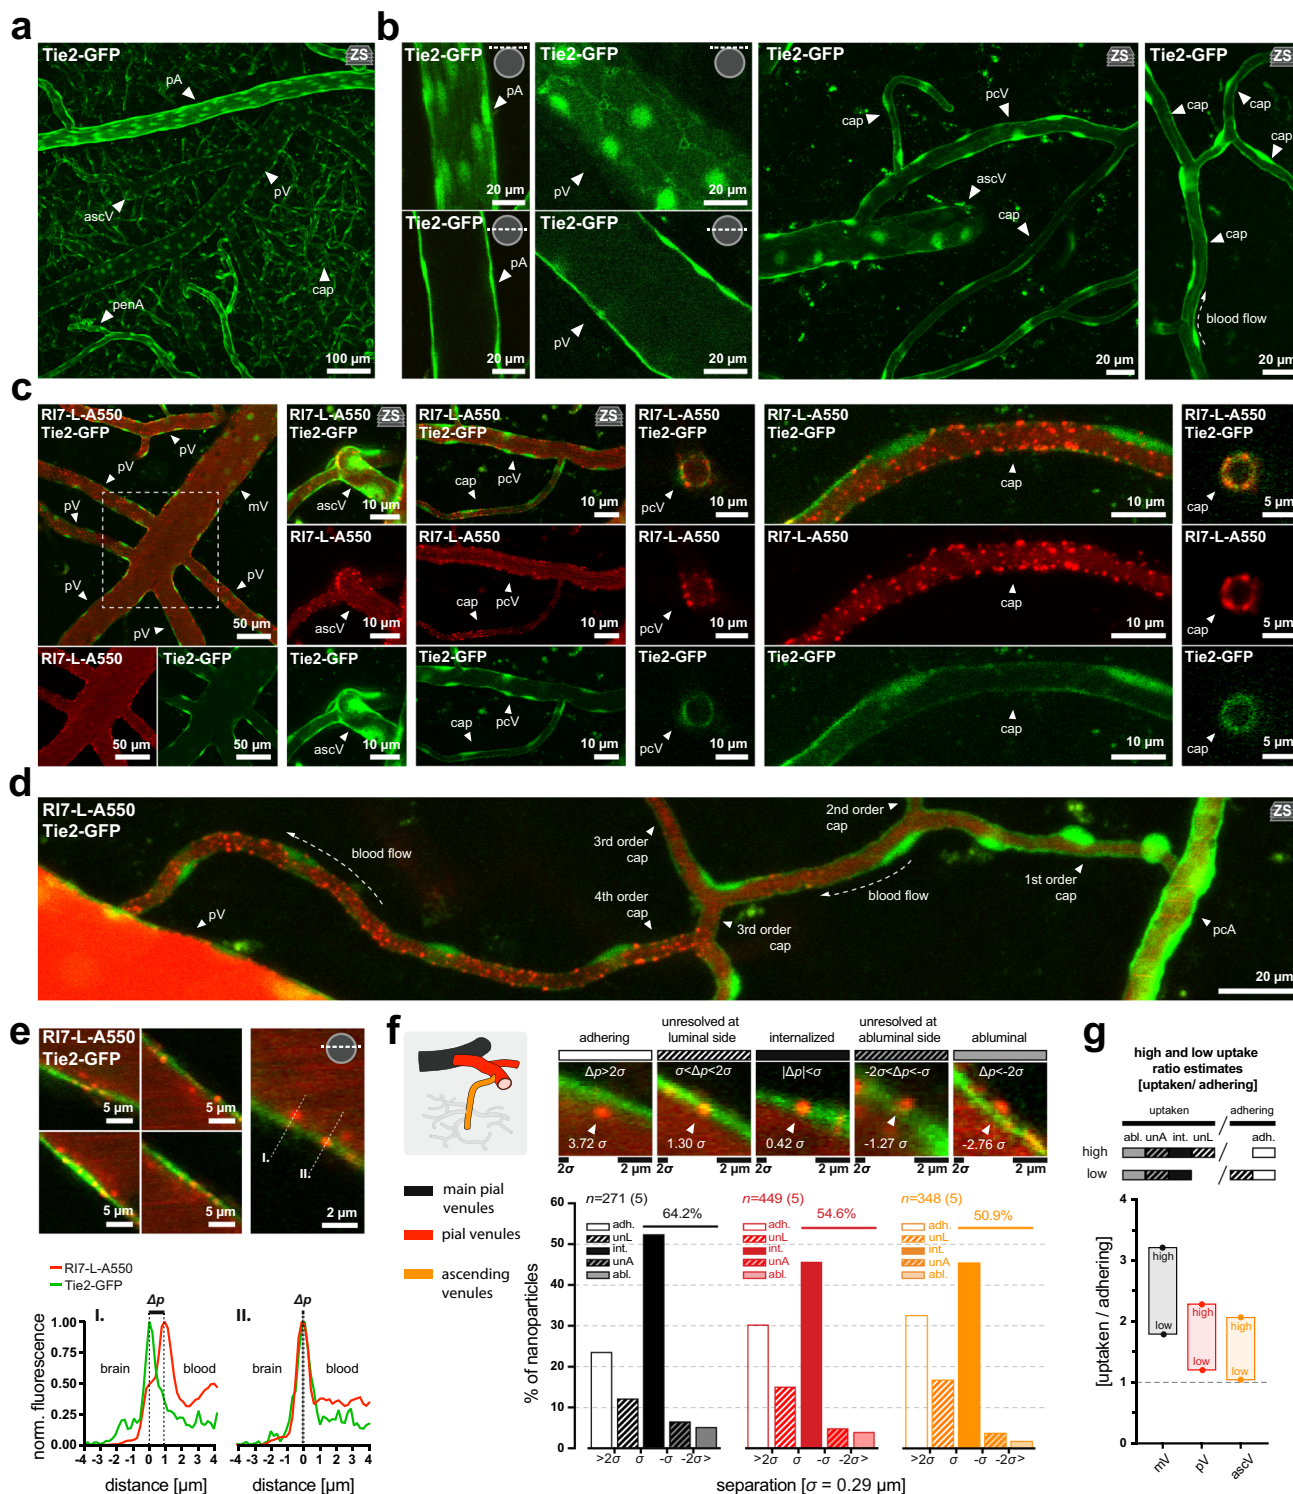 a
Tie2-GFP
ZS
pA
pV
ascV
cap
penA
100 µm
b
Tie2-GFP
pA
20 µm
Tie2-GFP
pV
20 µm
Tie2-GFP
pA
20 µm
Tie2-GFP
pV
20 µm
Tie2-GFP
ZS
pcV
cap
ascV
cap
20 µm
Tie2-GFP
ZS
cap
cap
cap
cap
blood flow
20 µm
c
RI7-L-A550
Tie2-GFP
pV
pV
pV
pV
mV
pV
pV
pV
50 µm
RI7-L-A550
50 µm
Tie2-GFP
50 µm
RI7-L-A550
Tie2-GFP
ZS
ascV
10 µm
RI7-L-A550
ascV
10 µm
Tie2-GFP
ascV
10 µm
RI7-L-A550
Tie2-GFP
ZS
cap
pcV
10 µm
RI7-L-A550
cap
pcV
10 µm
Tie2-GFP
cap
pcV
10 µm
RI7-L-A550
Tie2-GFP
pcV
10 µm
RI7-L-A550
pcV
10 µm
Tie2-GFP
pcV
10 µm
RI7-L-A550
Tie2-GFP
cap
10 µm
RI7-L-A550
cap
10 µm
Tie2-GFP
cap
10 µm
RI7-L-A550
Tie2-GFP
cap
5 µm
RI7-L-A550
cap
5 µm
Tie2-GFP
cap
5 µm
d
RI7-L-A550
Tie2-GFP
ZS
blood flow
pV
3rd order
cap
4th order
cap
3rd order
cap
2nd order
cap
blood flow
1st order
cap
pcA
20 µm
e
RI7-L-A550
Tie2-GFP
5 µm
5 µm
5 µm
5 µm
I.
II.
2 µm
RI7-L-A550
Tie2-GFP
norm. fluorescence
1.00
0.75
0.50
0.25
0.00
I.
Δp
brain
blood
-4 -3 -2 -1 0 1 2 3 4
distance [µm]
II.
Δp
brain
blood
-4 -3 -2 -1 0 1 2 3 4
distance [µm]
f
main pial
venules
pial venules
ascending
venules
adhering
Δp>2σ
3.72 σ
2σ 2 µm
unresolved at
luminal side
σ<Δp<2σ
1.30 σ
2σ 2 µm
internalized
|Δp|<σ
0.42 σ
2σ 2 µm
unresolved at
abluminal side
-2σ<Δp<-σ
-1.27 σ
2σ 2 µm
abluminal
Δp<-2σ
-2.76 σ
2σ 2 µm
% of nanoparticles
60
50
40
30
20
10
0
n=271 (5)
64.2%
adh.
unL
int.
unA
abl.
>2σ σ -σ -2σ>
n=449 (5)
54.6%
adh.
unL
int.
unA
abl.
>2σ σ -σ -2σ>
n=348 (5)
50.9%
adh.
unL
int.
unA
abl.
>2σ σ -σ -2σ>
separation [σ = 0.29 µm]
g
high and low uptake
ratio estimates
[uptaken/ adhering]
uptaken / adhering
abl. unA int. unL / adh.
high
low /
[uptaken / adhering]
4
3
2
1
0
high
low
high
low
high
low
mV
pV
ascV